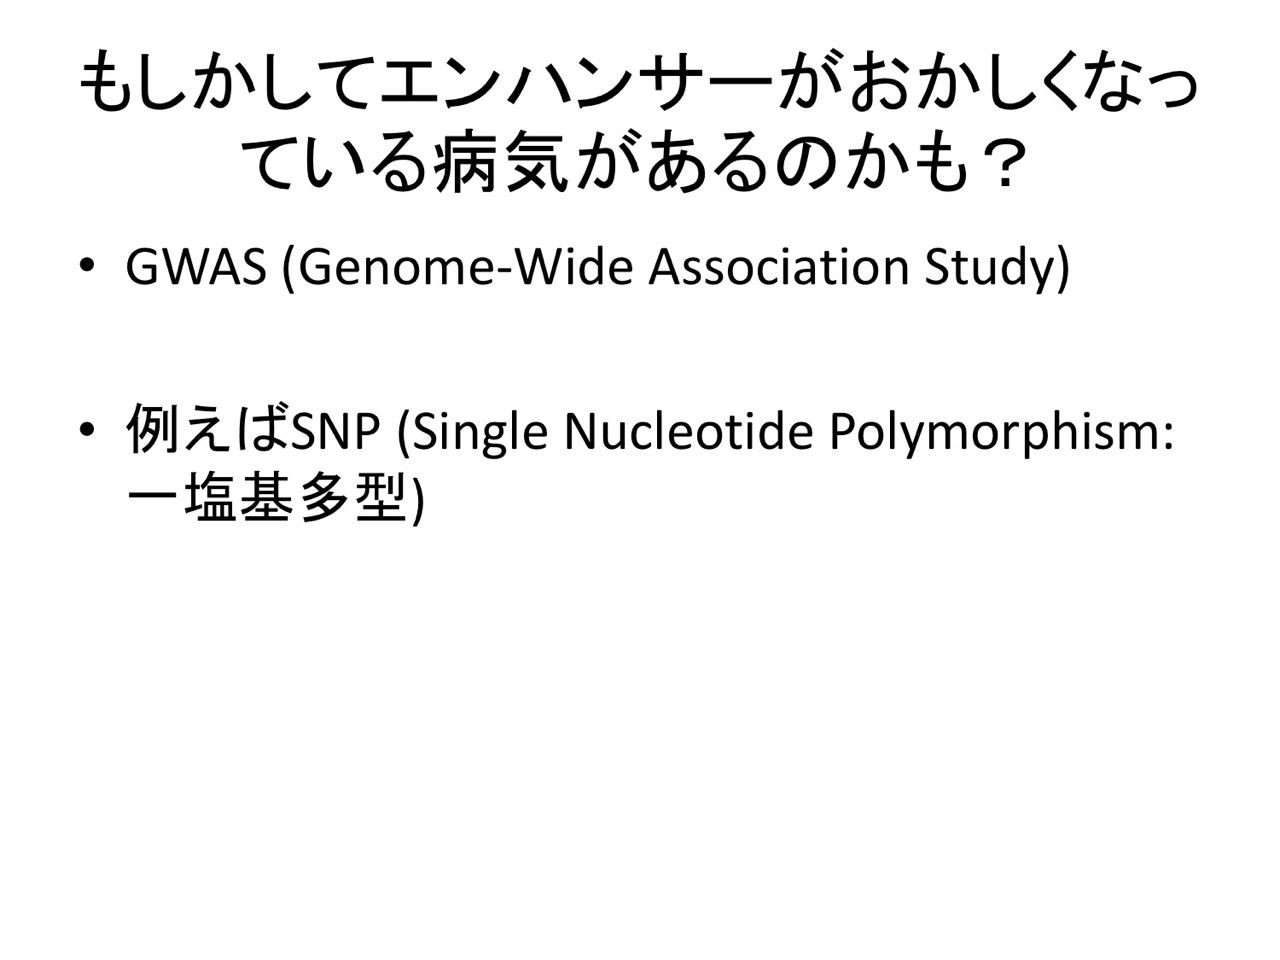 もしかしてエンハンサーがおかしくなっ
ている病気があるのかも？
• GWAS (Genome-Wide Association Study)
• 例えばSNP (Single Nucleotide Polymorphism:
一塩基多型)